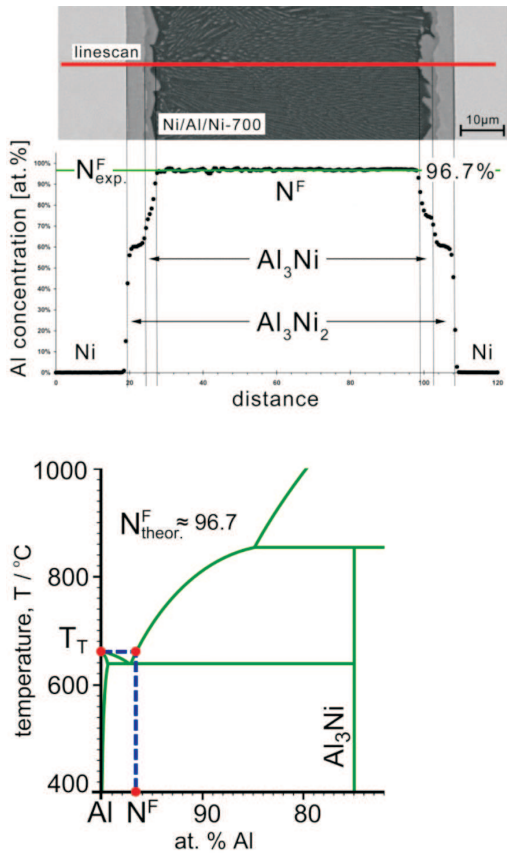 linescan
Ni/Al/Ni-700
10μm
Al concentration [at.%]
100%
90%
80%
70%
60%
50%
40%
30%
20%
10%
0%
N^F_exp.
96.7%
N^F
Al₃Ni
Al₃Ni₂
Ni
Ni
0 20 40 60 80 100 120
distance
temperature, T / °C
1000
800
600
400
N^F_theor. ≈ 96.7
T_T
Al₃Ni
Al N^F 90 80
at. % Al